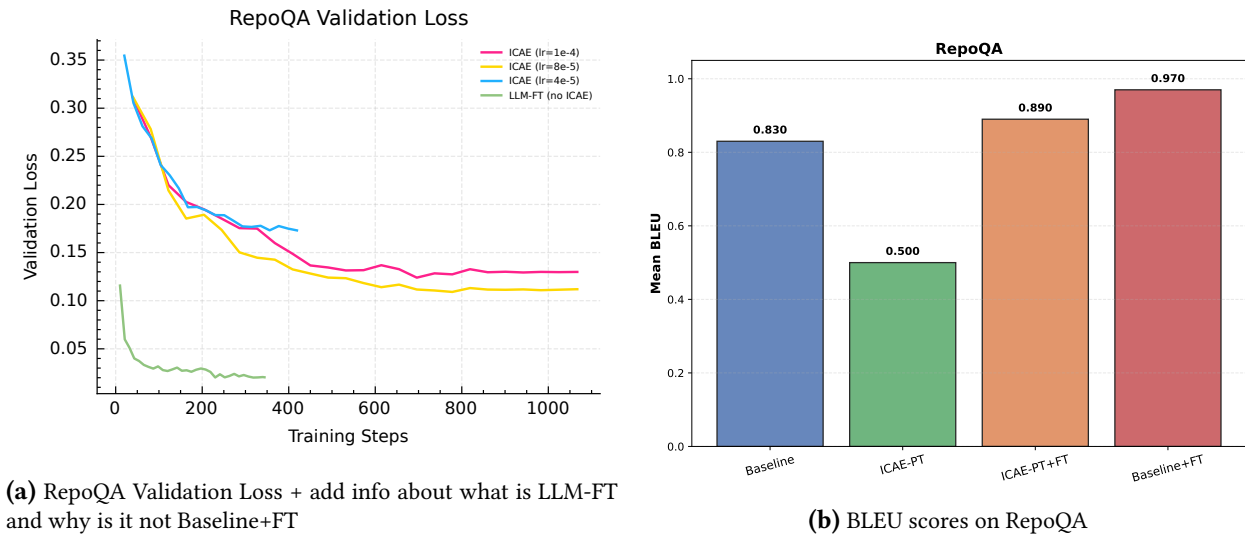 RepoQA Validation Loss
0.35
0.30
0.25
0.20
0.15
0.10
0.05
Validation Loss
ICAE (lr=1e-4)
ICAE (lr=8e-5)
ICAE (lr=4e-5)
LLM-FT (no ICAE)
0 200 400 600 800 1000
Training Steps
(a) RepoQA Validation Loss + add info about what is LLM-FT
and why is it not Baseline+FT
RepoQA
1.0
0.8
0.6
0.4
0.2
0.0
Mean BLEU
0.830
0.500
0.890
0.970
Baseline ICAE-PT ICAE-PT+FT Baseline+FT
(b) BLEU scores on RepoQA